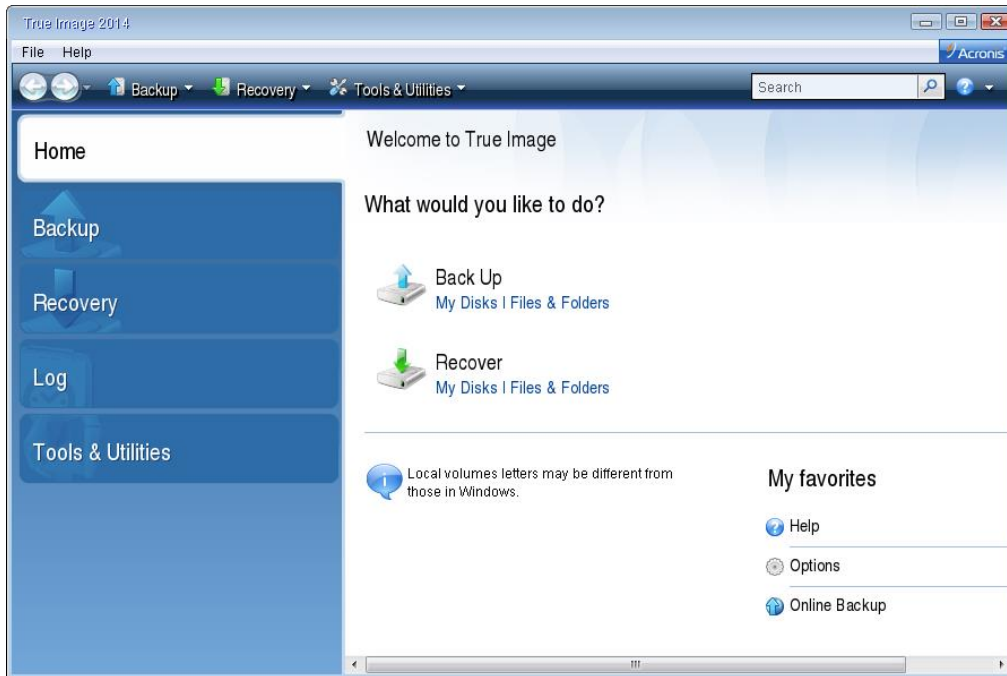 True Image 2014
File Help
Acronis
Backup Recovery Tools & Utilities Search
Home
Backup
Recovery
Log
Tools & Utilities
Welcome to True Image
What would you like to do?
Back Up
My Disks | Files & Folders
Recover
My Disks | Files & Folders
Local volumes letters may be different from
those in Windows.
My favorites
Help
Options
Online Backup